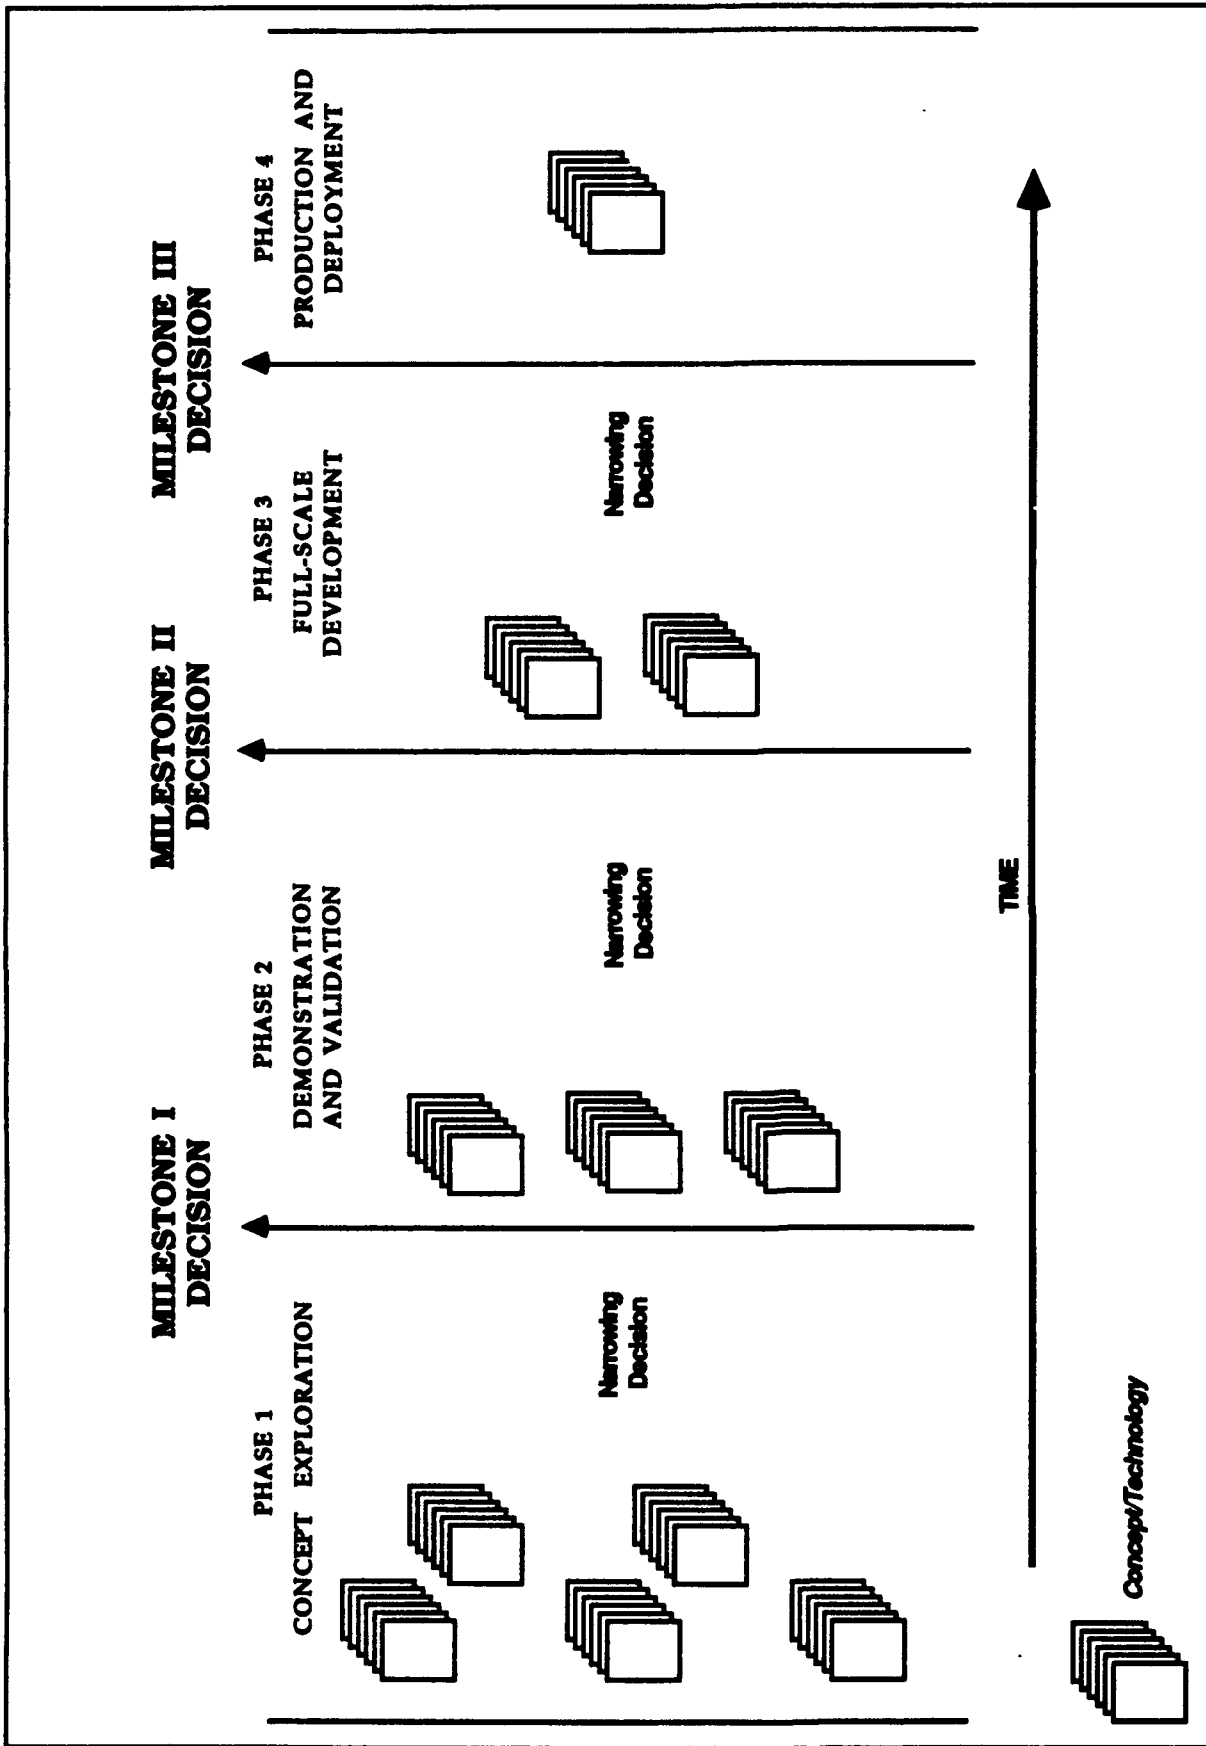 MILESTONE I
DECISION
MILESTONE II
DECISION
MILESTONE III
DECISION
PHASE 1
CONCEPT EXPLORATION
PHASE 2
DEMONSTRATION
AND VALIDATION
PHASE 3
FULL-SCALE
DEVELOPMENT
PHASE 4
PRODUCTION AND
DEPLOYMENT
Narrowing
Decision
Narrowing
Decision
Narrowing
Decision
TIME
Concept/Technology